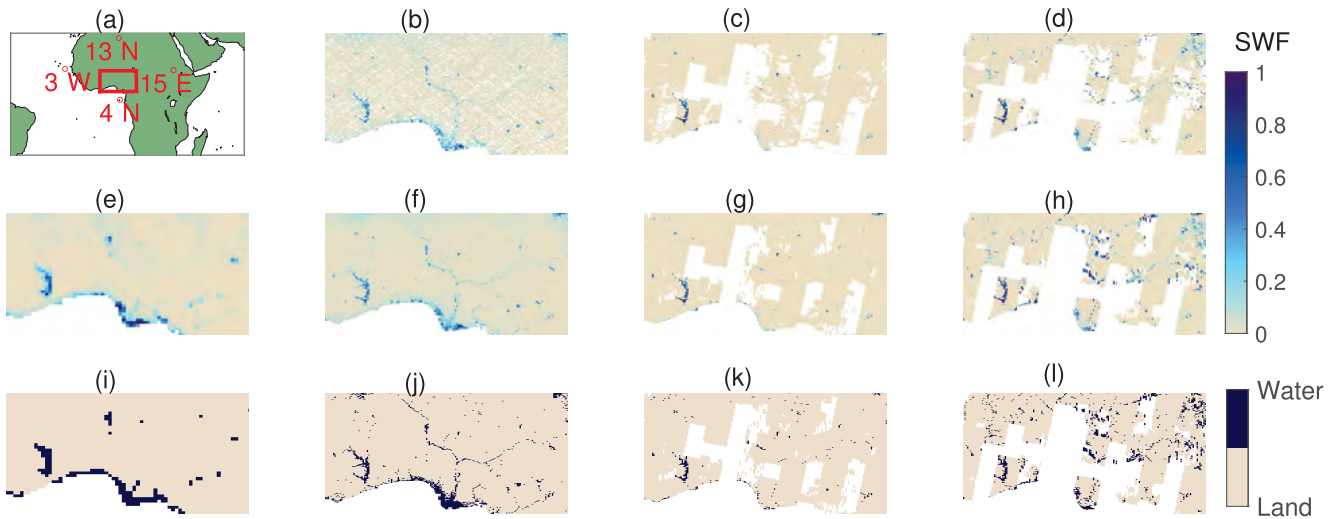 (a) (b) (c) (d)
SWF
13 N
3 W 15 E
4 N
1
0.8
0.6
0.4
0.2
0
(e) (f) (g) (h)
(i) (j) (k) (l)
Water
Land